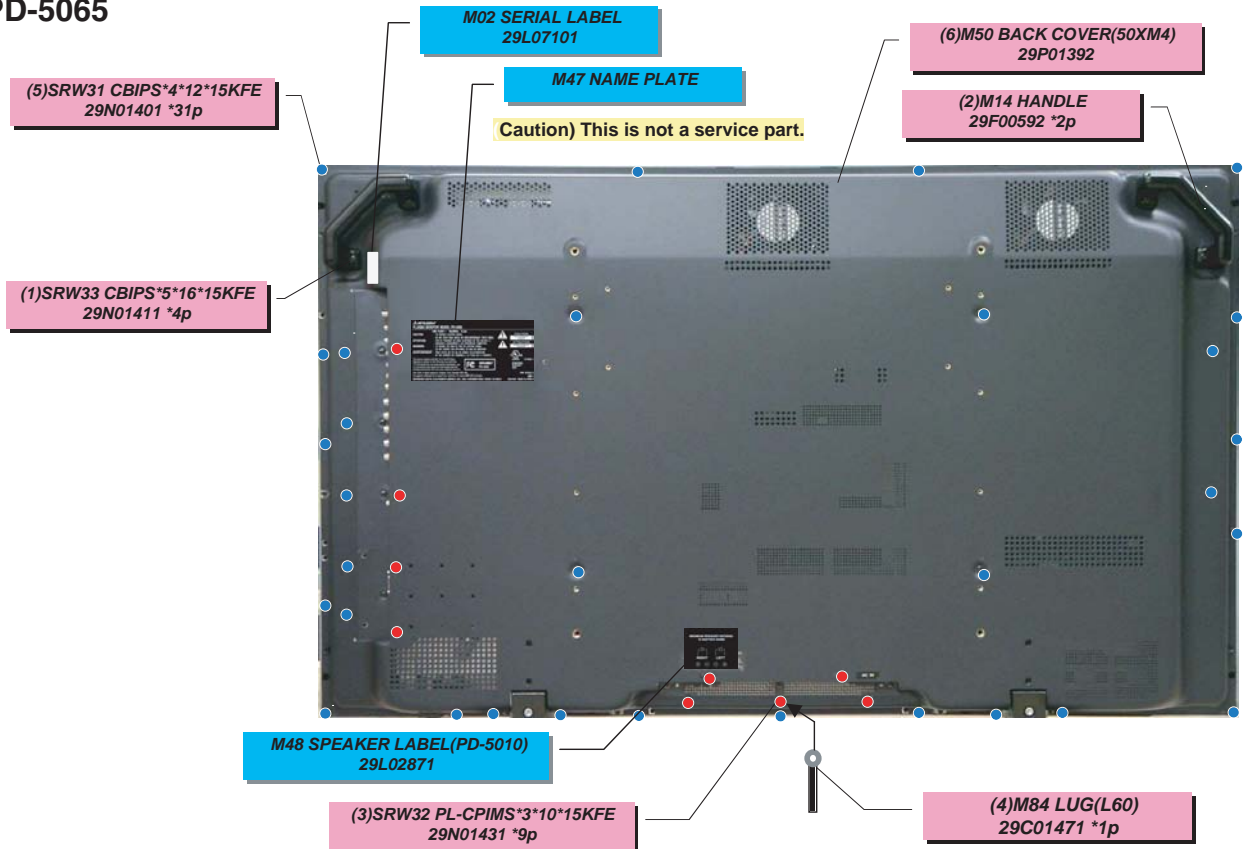 PD-5065
M02 SERIAL LABEL
29L07101
(6)M50 BACK COVER(50XM4)
29P01392
(5)SRW31 CBIPS*4*12*15KFE
29N01401 *31p
M47 NAME PLATE
(2)M14 HANDLE
29F00592 *2p
Caution) This is not a service part.
(1)SRW33 CBIPS*5*16*15KFE
29N01411 *4p
M48 SPEAKER LABEL(PD-5010)
29L02871
(3)SRW32 PL-CPIMS*3*10*15KFE
29N01431 *9p
(4)M84 LUG(L60)
29C01471 *1p